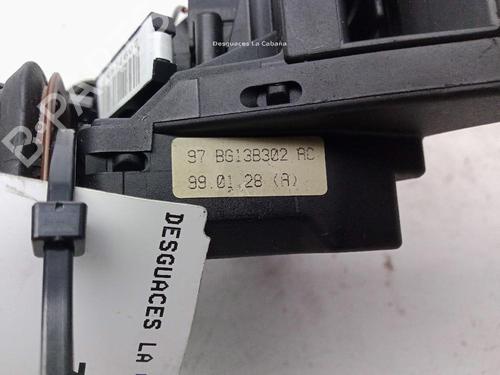 Desguaces La Cabaña
97 BG13B302 AC
99.01.28 (A)
DESGUACES LA